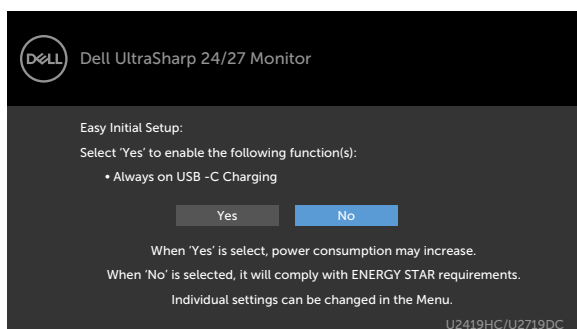 DELL
Dell UltraSharp 24/27 Monitor
Easy Initial Setup:
Select ‘Yes’ to enable the following function(s):
• Always on USB -C Charging
Yes
No
When ‘Yes’ is select, power consumption may increase.
When ‘No’ is selected, it will comply with ENERGY STAR requirements.
Individual settings can be changed in the Menu.
U2419HC/U2719DC